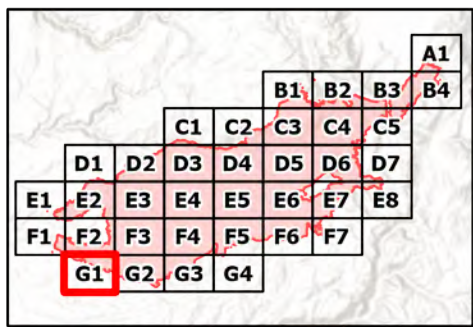 A1
B1 B2 B3 B4
C1 C2 C3 C4 C5
D1 D2 D3 D4 D5 D6 D7
E1 E2 E3 E4 E5 E6 E7 E8
F1 F2 F3 F4 F5 F6 F7
G1 G2 G3 G4